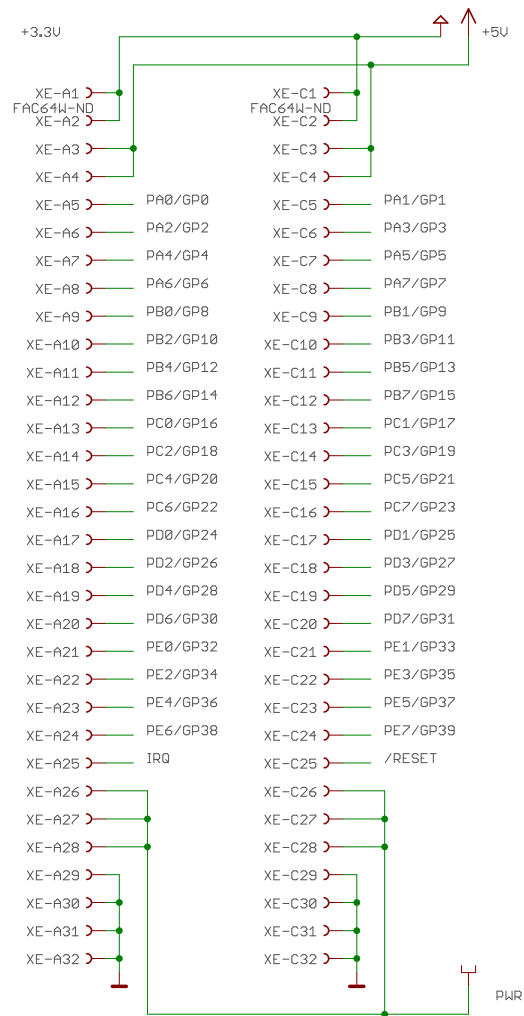 +3.3V +5V
XE-A1 XE-C1
FAC64W-ND FAC64W-ND
XE-A2 XE-C2
XE-A3 XE-C3
XE-A4 XE-C4
XE-A5 PA0/GP0 XE-C5 PA1/GP1
XE-A6 PA2/GP2 XE-C6 PA3/GP3
XE-A7 PA4/GP4 XE-C7 PA5/GP5
XE-A8 PA6/GP6 XE-C8 PA7/GP7
XE-A9 PB0/GP8 XE-C9 PB1/GP9
XE-A10 PB2/GP10 XE-C10 PB3/GP11
XE-A11 PB4/GP12 XE-C11 PB5/GP13
XE-A12 PB6/GP14 XE-C12 PB7/GP15
XE-A13 PC0/GP16 XE-C13 PC1/GP17
XE-A14 PC2/GP18 XE-C14 PC3/GP19
XE-A15 PC4/GP20 XE-C15 PC5/GP21
XE-A16 PC6/GP22 XE-C16 PC7/GP23
XE-A17 PD0/GP24 XE-C17 PD1/GP25
XE-A18 PD2/GP26 XE-C18 PD3/GP27
XE-A19 PD4/GP28 XE-C19 PD5/GP29
XE-A20 PD6/GP30 XE-C20 PD7/GP31
XE-A21 PE0/GP32 XE-C21 PE1/GP33
XE-A22 PE2/GP34 XE-C22 PE3/GP35
XE-A23 PE4/GP36 XE-C23 PE5/GP37
XE-A24 PE6/GP38 XE-C24 PE7/GP39
XE-A25 IRQ XE-C25 /RESET
XE-A26 XE-C26
XE-A27 XE-C27
XE-A28 XE-C28
XE-A29 XE-C29
XE-A30 XE-C30
XE-A31 XE-C31
XE-A32 XE-C32
PWR